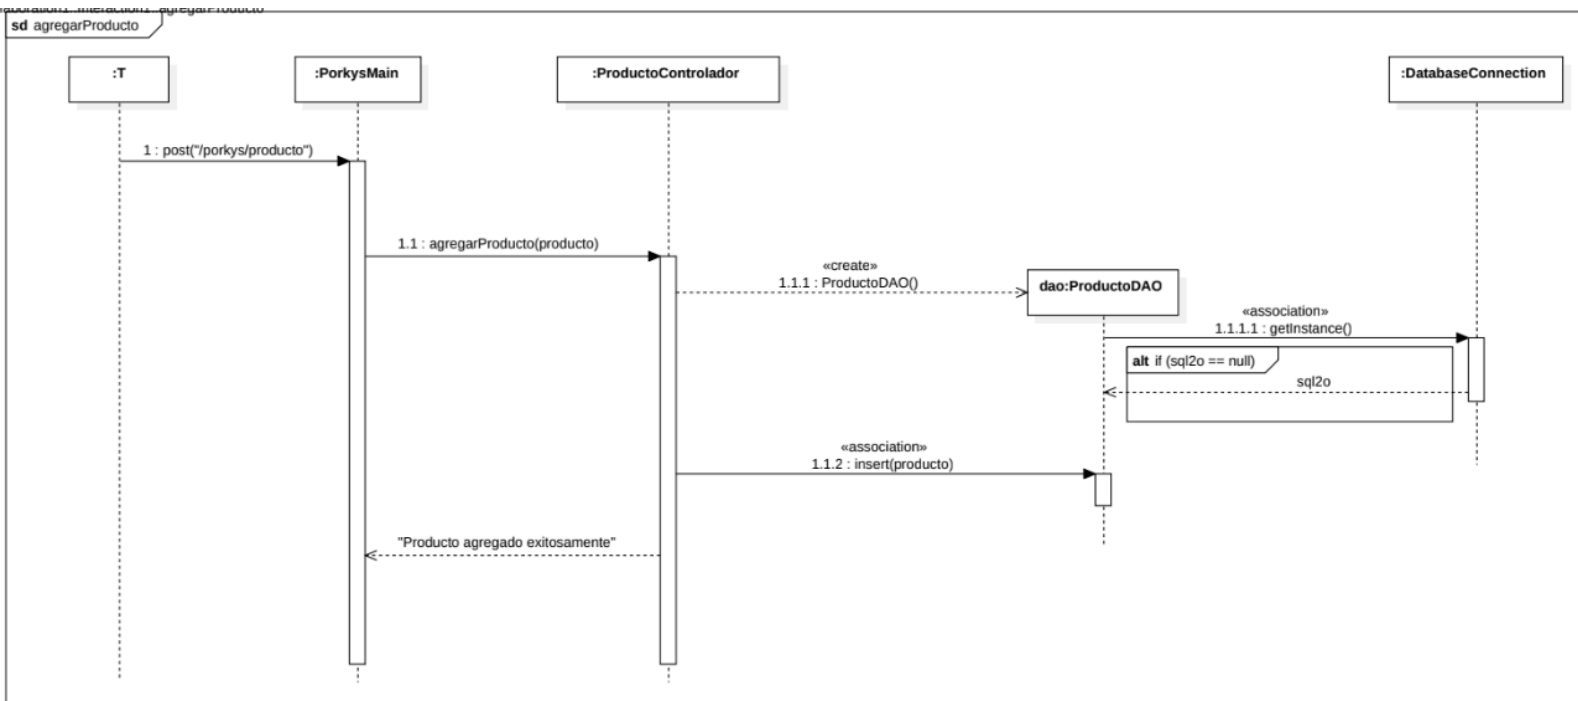 sd agregarProducto
:T
:PorkysMain
:ProductoControlador
:DatabaseConnection
1 : post("/porkys/producto")
1.1 : agregarProducto(producto)
«create»
1.1.1 : ProductoDAO()
dao:ProductoDAO
«association»
1.1.1.1 : getInstance()
alt if (sql2o == null)
sql2o
«association»
1.1.2 : insert(producto)
"Producto agregado exitosamente"